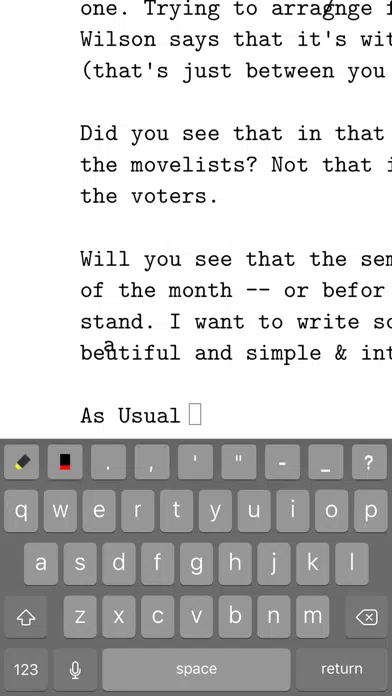 one. Trying to arragnge f
Wilson says that it's wit
(that's just between you
Did you see that in that
the movelists? Not that i
the voters.
Will you see that the sem
of the month -- or befor
stand. I want to write so
beatiful and simple & int
As Usual
. , ' " - _ ?
q w e r t y u i o p
a s d f g h j k l
z x c v b n m
123 space return